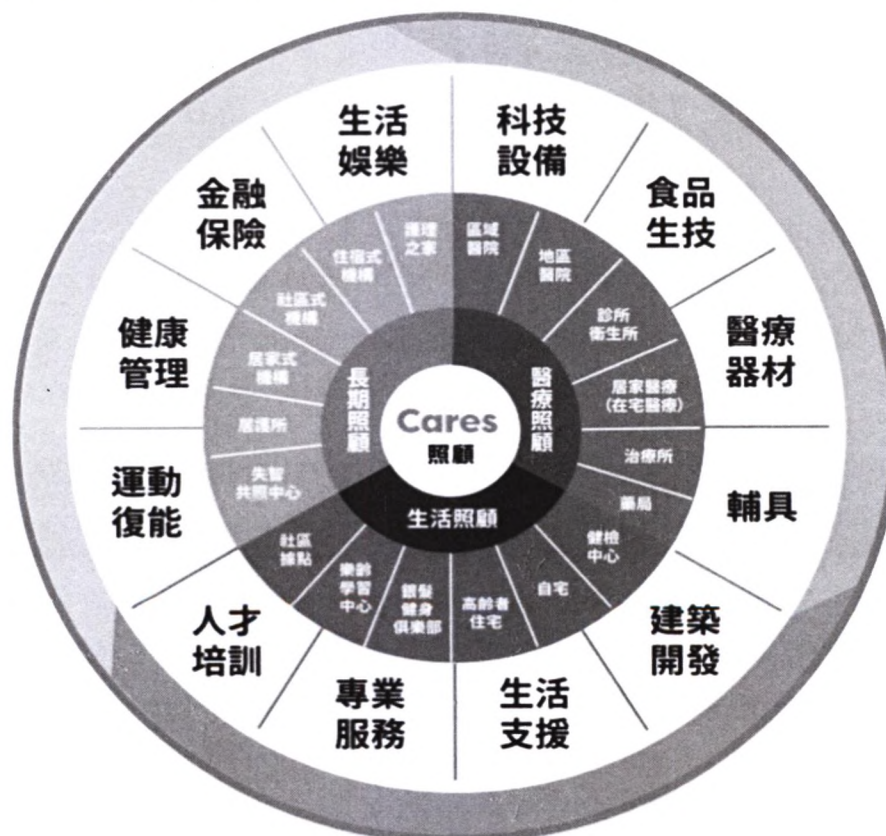 生活
娛樂
科技
設備
食品
生技
醫療
器材
輔具
建築
開發
生活
支援
專業
服務
人才
培訓
運動
復能
健康
管理
金融
保險
護理
之家
區域
醫院
地區
醫院
診所
衛生所
居家醫療
(在宅醫療)
治療所
藥局
健檢
中心
自宅
高齡者
住宅
銀髮
健身
俱樂部
樂齡
學習
中心
社區
據點
失智
共照中心
居護所
居家式
機構
社區式
機構
住宿式
機構
長期照顧
醫療照顧
生活照顧
Cares
照顧